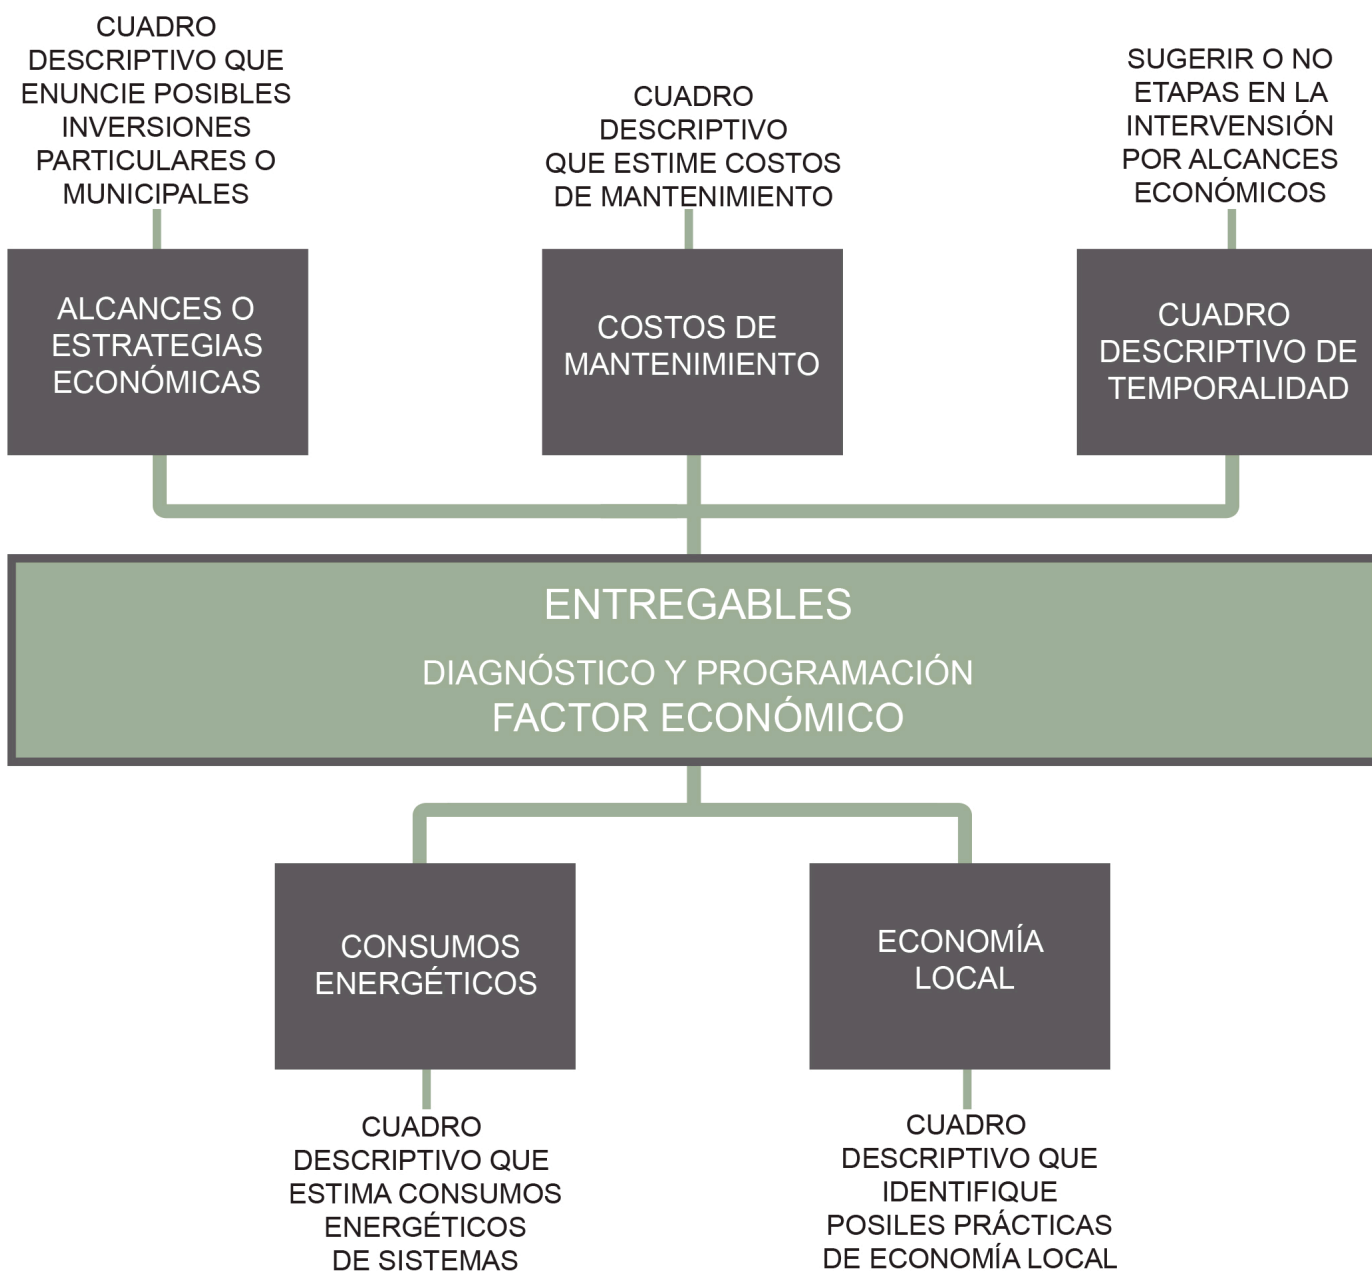 CUADRO
DESCRIPTIVO QUE
ENUNCIE POSIBLES
INVERSIONES
PARTICULARES O
MUNICIPALES
CUADRO
DESCRIPTIVO
QUE ESTIME COSTOS
DE MANTENIMIENTO
SUGERIR O NO
ETAPAS EN LA
INTERVENSIÓN
POR ALCANCES
ECONÓMICOS
ALCANCES O
ESTRATEGIAS
ECONÓMICAS
COSTOS DE
MANTENIMIENTO
CUADRO
DESCRIPTIVO DE
TEMPORALIDAD
ENTREGABLES
DIAGNÓSTICO Y PROGRAMACIÓN
FACTOR ECONÓMICO
CONSUMOS
ENERGÉTICOS
ECONOMÍA
LOCAL
CUADRO
DESCRIPTIVO QUE
ESTIMA CONSUMOS
ENERGÉTICOS
DE SISTEMAS
CUADRO
DESCRIPTIVO QUE
IDENTIFIQUE
POSILES PRÁCTICAS
DE ECONOMÍA LOCAL